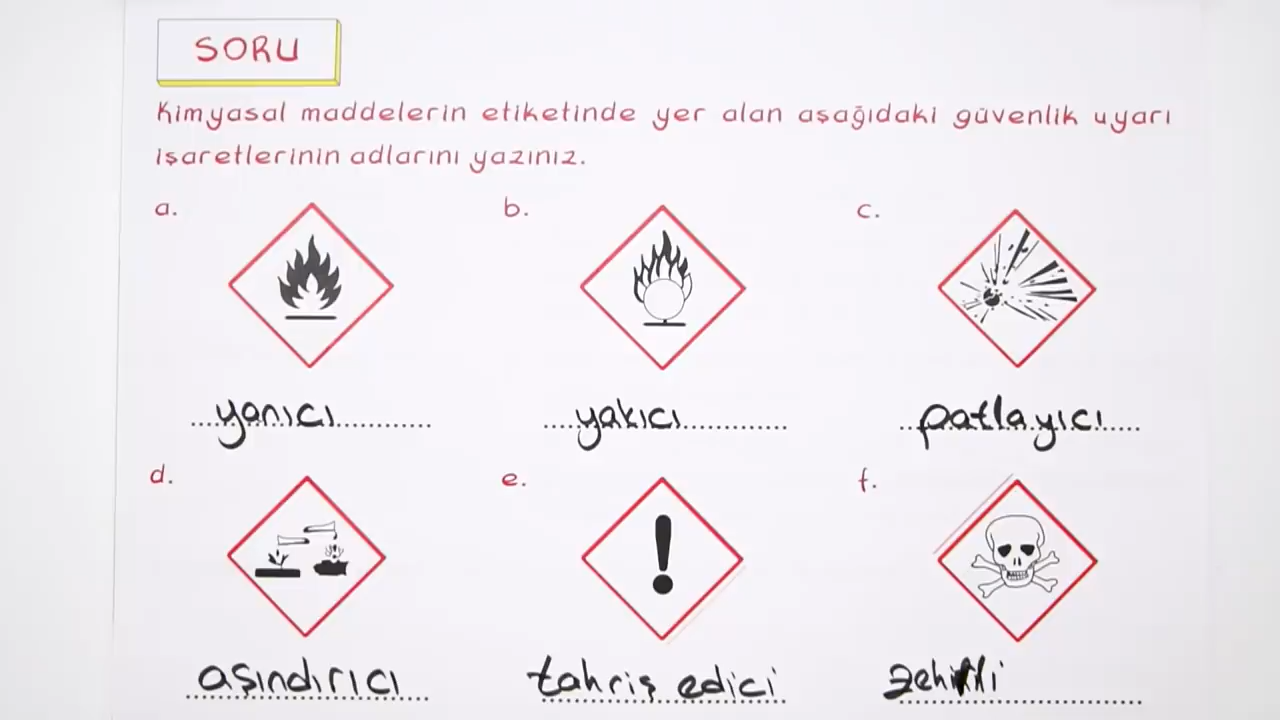 SORU
Kimyasal maddelerin etiketinde yer alan aşağıdaki güvenlik uyarı
işaretlerinin adlarını yazınız.
a. b. c.
yanıcı yakıcı patlayıcı
d. e. f.
aşındırıcı tahriş edici zehirli